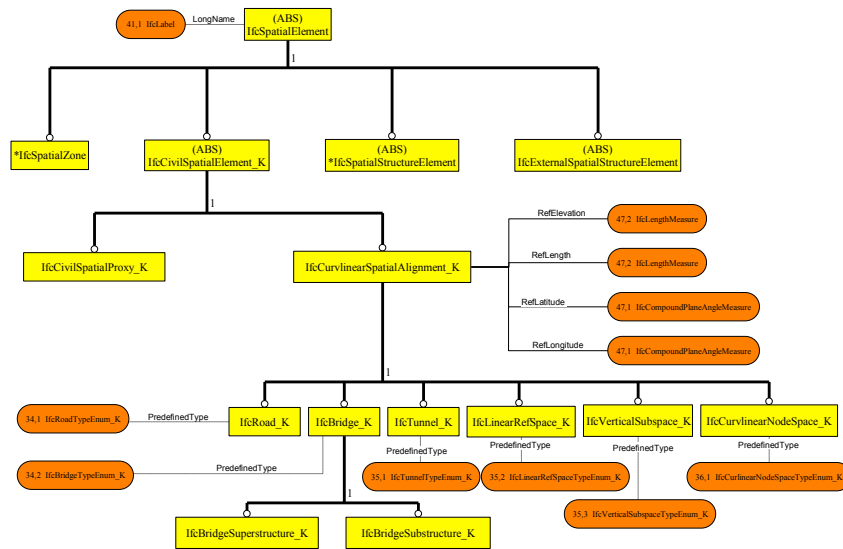 (ABS)
IfcSpatialElement
LongName
41,1 IfcLabel
1
*IfcSpatialZone
(ABS)
IfcCivilSpatialElement_K
(ABS)
*IfcSpatialStructureElement
(ABS)
IfcExternalSpatialStructureElement
1
IfcCivilSpatialProxy_K
IfcCurvlinearSpatialAlignment_K
RefElevation
47,2 IfcLengthMeasure
RefLength
47,2 IfcLengthMeasure
RefLatitude
47,1 IfcCompoundPlaneAngleMeasure
RefLongitude
47,1 IfcCompoundPlaneAngleMeasure
1
34,1 IfcRoadTypeEnum_K
PredefinedType
IfcRoad_K
IfcBridge_K
IfcTunnel_K
IfcLinearRefSpace_K
IfcVerticalSubspace_K
IfcCurvlinearNodeSpace_K
34,2 IfcBridgeTypeEnum_K
PredefinedType
PredefinedType
35,1 IfcTunnelTypeEnum_K
PredefinedType
35,2 IfcLinearRefSpaceTypeEnum_K
PredefinedType
35,3 IfcVerticalSubspaceTypeEnum_K
PredefinedType
36,1 IfcCurlinearNodeSpaceTypeEnum_K
1
IfcBridgeSuperstructure_K
IfcBridgeSubstructure_K